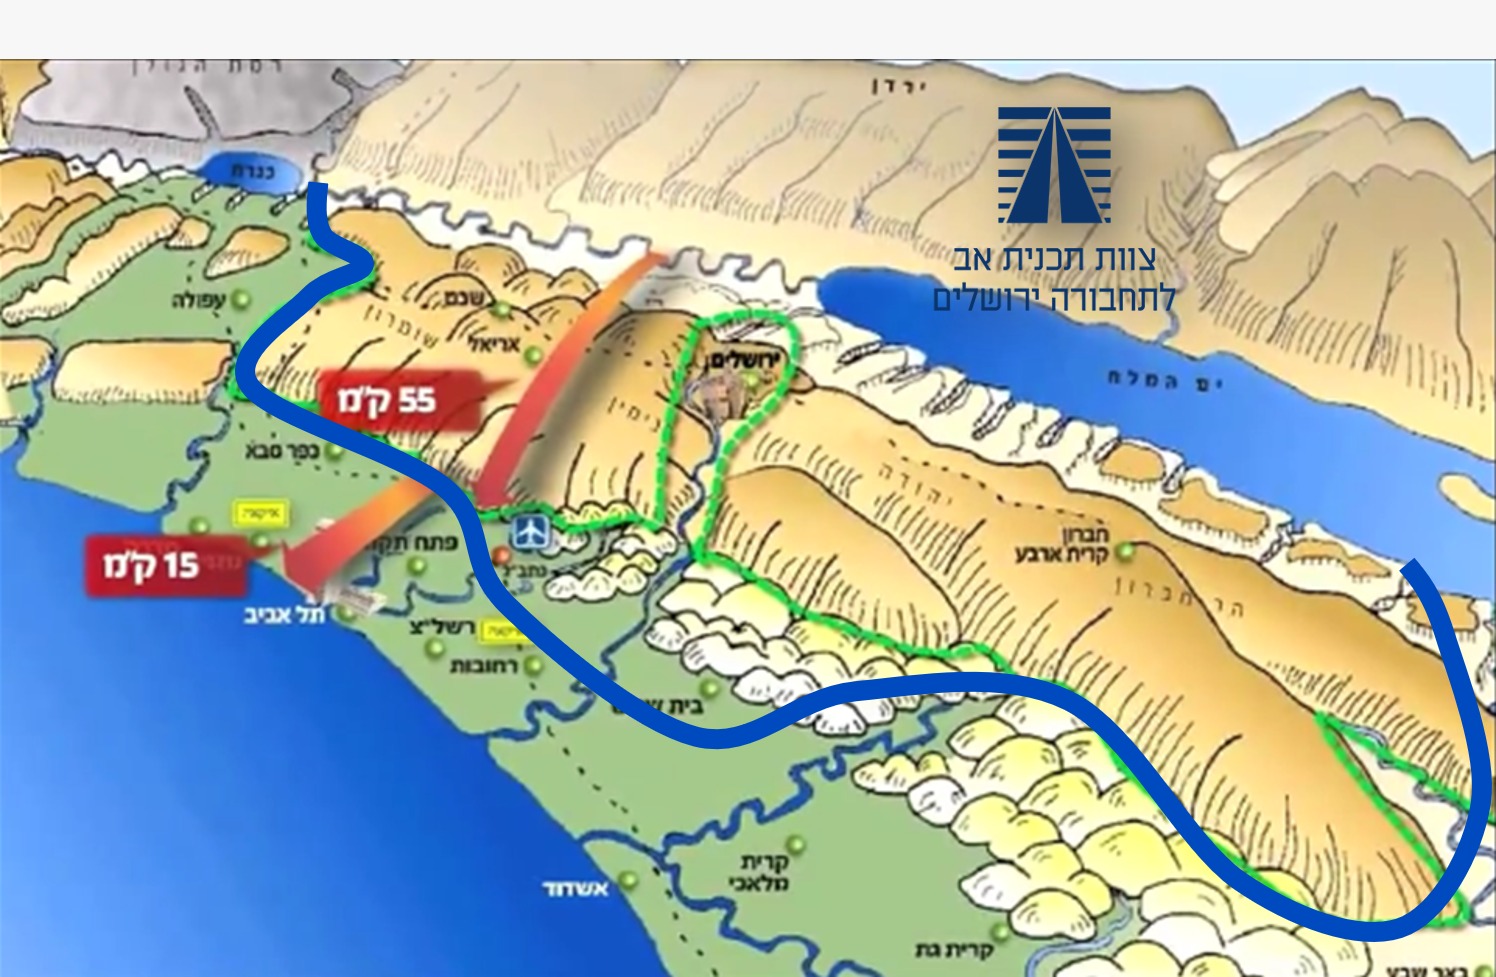 רמת הגולן
ירדן
כנרת
צוות תכנית אב
לתחבורה ירושלים
עפולה
שכם
שומרון
אריאל
ירושלים
ים המלח
55 ק"מ
בנימין
כפר סבא
יהודה
חברון
קרית ארבע
הר חברון
פתח תקוה
15 ק"מ
נתב"ג
תל אביב
ראשל"צ
רחובות
בית שמש
קרית
מלאכי
אשדוד
קרית גת
באר שבע